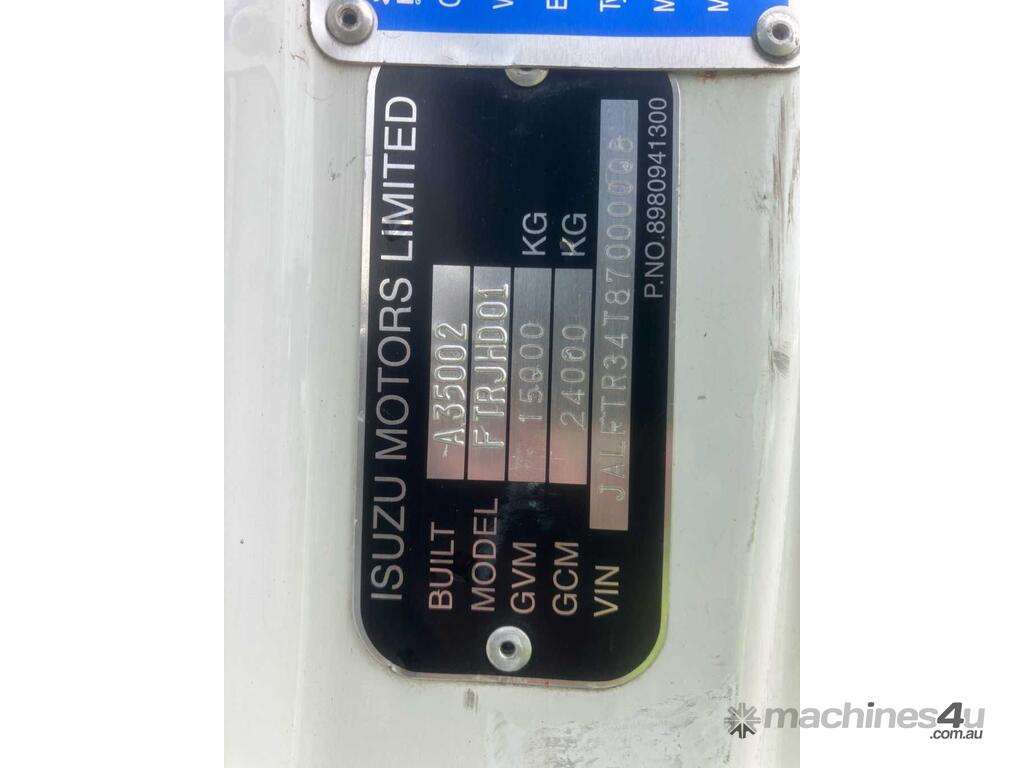 ISUZU MOTORS LIMITED
BUILT A35002
MODEL FTRJHD01
GVM 15000 KG
GCM 24000 KG
VIN JALFTR34T87000008
P.NO.8980941300
machines4u
.com.au